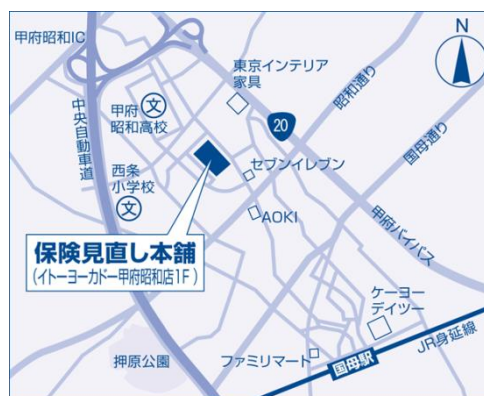 甲府昭和IC
N
東京インテリア
家具
昭和通り
国母通り
中央自動車道
甲府
昭和高校
文
20
西条
小学校
文
セブンイレブン
AOKI
甲府バイパス
保険見直し本舗
(イトーヨーカドー甲府昭和店1F)
ケーヨー
デイツー
押原公園
ファミリマート
国母駅
JR身延線